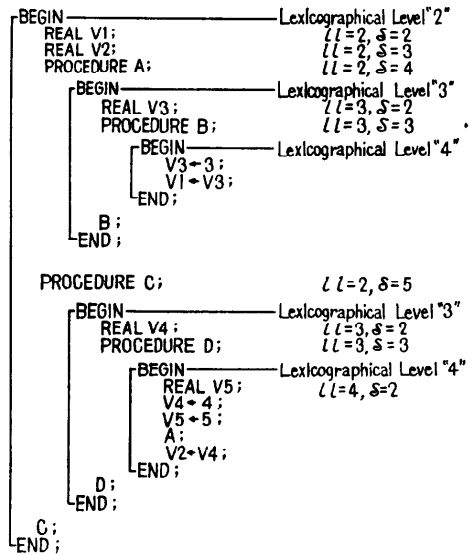 BEGIN Lexicographical Level "2"
REAL V1; ll=2, δ=2
REAL V2; ll=2, δ=3
PROCEDURE A; ll=2, δ=4
BEGIN Lexicographical Level "3"
REAL V3; ll=3, δ=2
PROCEDURE B; ll=3, δ=3
BEGIN Lexicographical Level "4"
V3←3;
V1←V3;
END;
B;
END;
PROCEDURE C; ll=2, δ=5
BEGIN Lexicographical Level "3"
REAL V4; ll=3, δ=2
PROCEDURE D; ll=3, δ=3
BEGIN Lexicographical Level "4"
REAL V5; ll=4, δ=2
V4←4;
V5←5;
A;
V2←V4;
END;
D;
END;
C;
END;